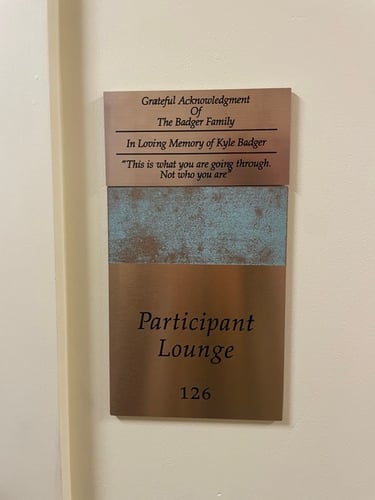 Grateful Acknowledgment
Of
The Badger Family
In Loving Memory of Kyle Badger
"This is what you are going through.
Not who you are"
Participant
Lounge
126